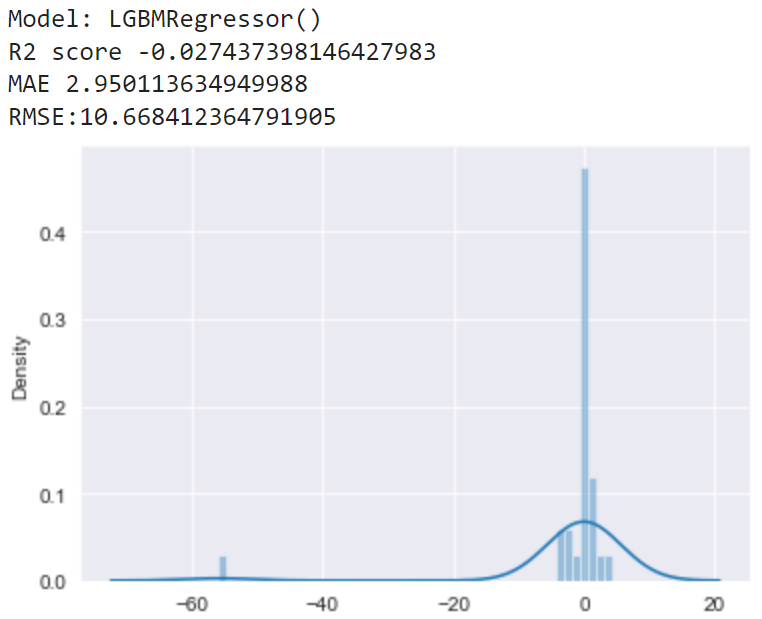 Model: LGBMRegressor()
R2 score -0.027437398146427983
MAE 2.950113634949988
RMSE:10.668412364791905
0.4
0.3
Density
0.2
0.1
0.0
−60 −40 −20 0 20